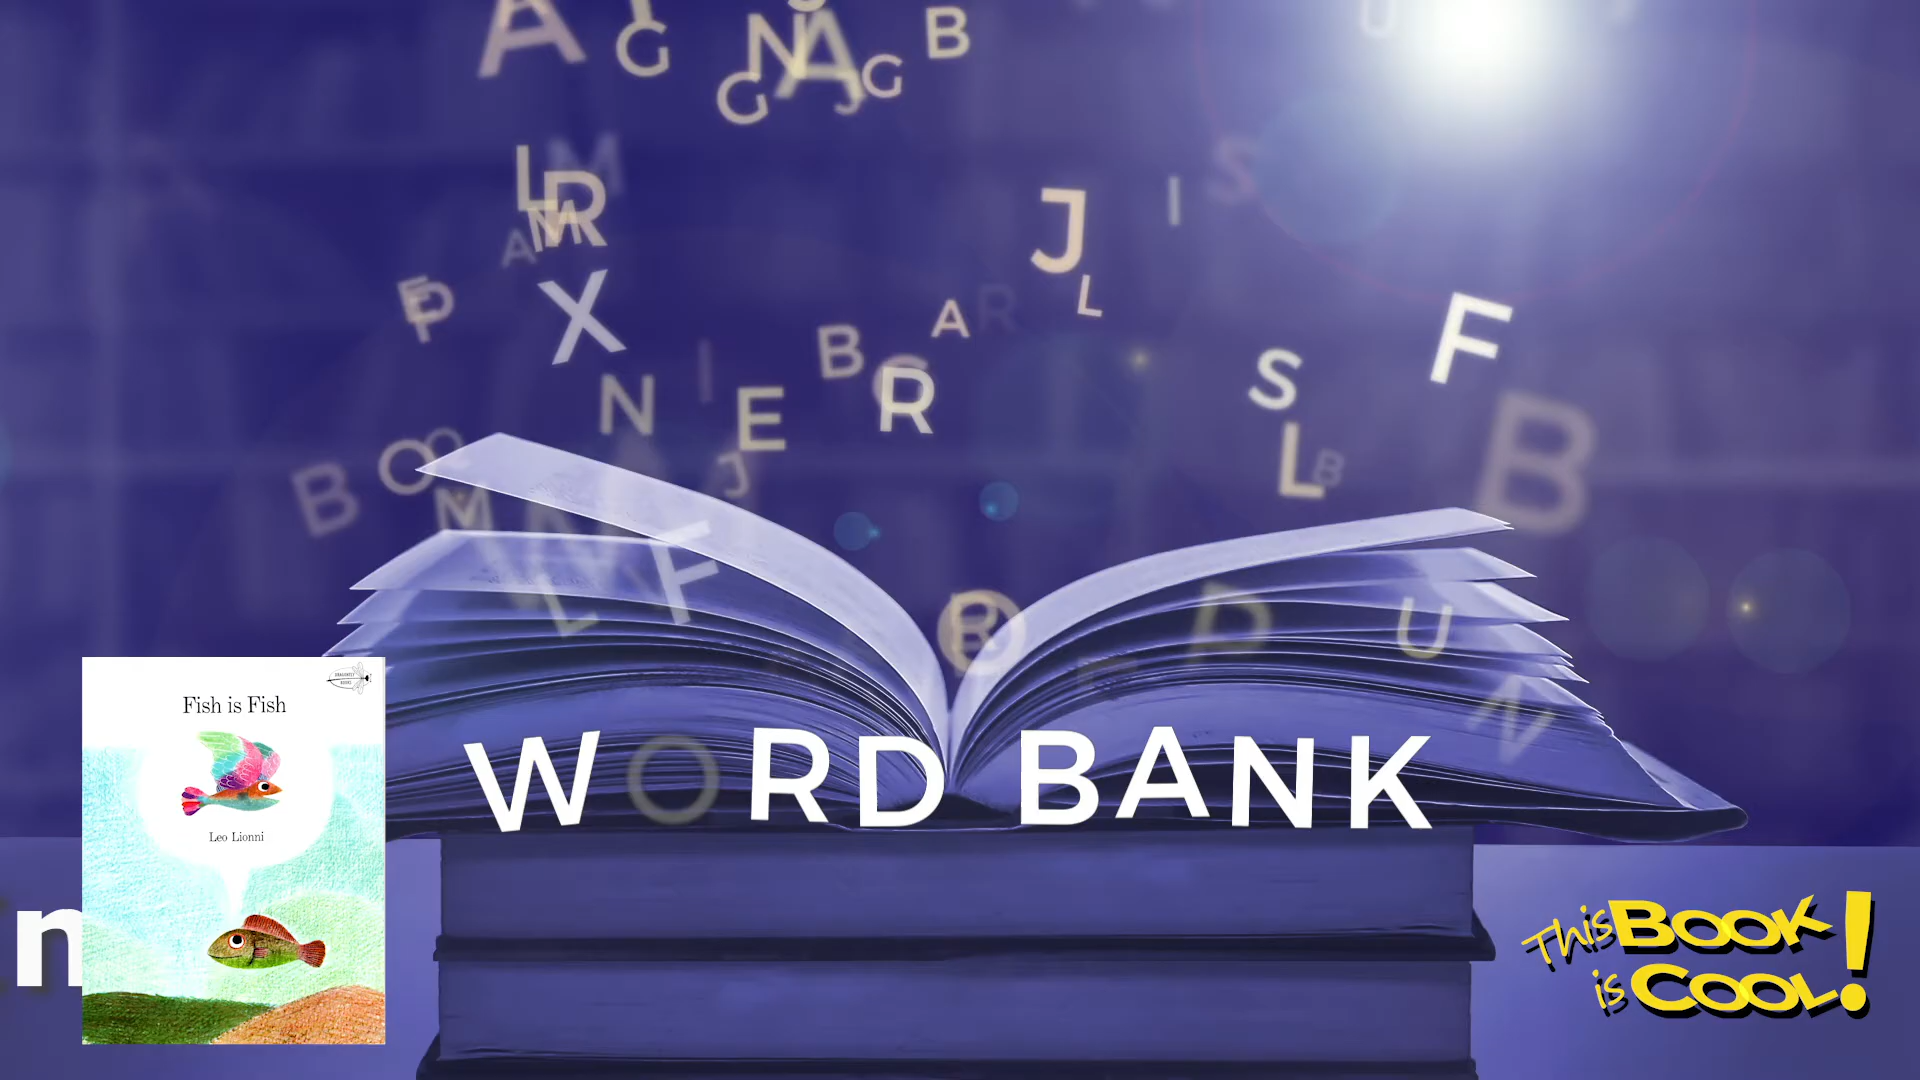 WORD BANK
Fish is Fish
Leo Lionni
This BOOK
is COOL!